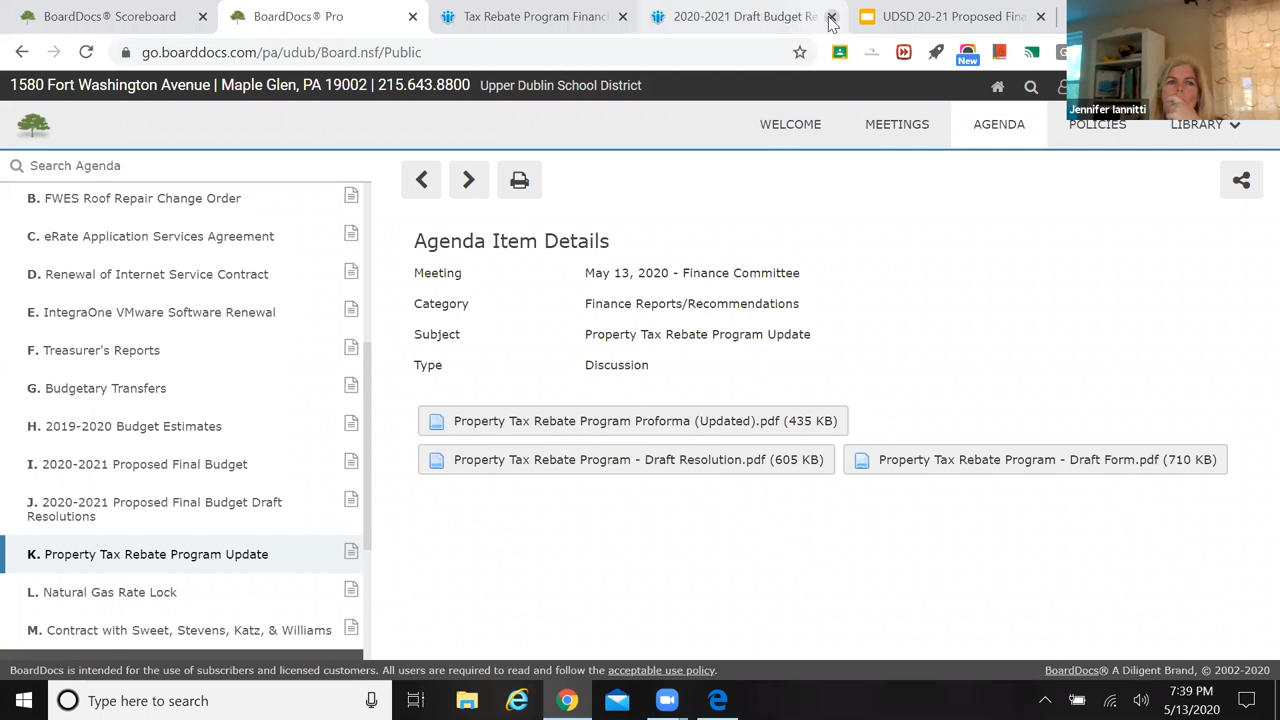 BoardDocs® Scoreboard
BoardDocs® Pro
Tax Rebate Program Financi
2020-2021 Draft Budget Re
UDSD 20-21 Proposed Fina
go.boarddocs.com/pa/udub/Board.nsf/Public
New
Jennifer Iannitti
1580 Fort Washington Avenue | Maple Glen, PA 19002 | 215.643.8800 Upper Dublin School District
WELCOME
MEETINGS
AGENDA
POLICIES
LIBRARY
Search Agenda
B. FWES Roof Repair Change Order
C. eRate Application Services Agreement
D. Renewal of Internet Service Contract
E. IntegraOne VMware Software Renewal
F. Treasurer's Reports
G. Budgetary Transfers
H. 2019-2020 Budget Estimates
I. 2020-2021 Proposed Final Budget
J. 2020-2021 Proposed Final Budget Draft
Resolutions
K. Property Tax Rebate Program Update
L. Natural Gas Rate Lock
M. Contract with Sweet, Stevens, Katz, & Williams
Agenda Item Details
Meeting May 13, 2020 - Finance Committee
Category Finance Reports/Recommendations
Subject Property Tax Rebate Program Update
Type Discussion
Property Tax Rebate Program Proforma (Updated).pdf (435 KB)
Property Tax Rebate Program - Draft Resolution.pdf (605 KB)
Property Tax Rebate Program - Draft Form.pdf (710 KB)
BoardDocs is intended for the use of subscribers and licensed customers. All users are required to read and follow the acceptable use policy.
BoardDocs® A Diligent Brand, © 2002-2020
Type here to search
7:39 PM
5/13/2020